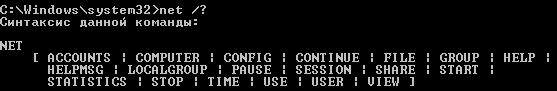 C:\Windows\system32>net /?
Синтаксис данной команды:
NET
[ ACCOUNTS ¦ COMPUTER ¦ CONFIG ¦ CONTINUE ¦ FILE ¦ GROUP ¦ HELP ¦
HELPMSG ¦ LOCALGROUP ¦ PAUSE ¦ SESSION ¦ SHARE ¦ START ¦
STATISTICS ¦ STOP ¦ TIME ¦ USE ¦ USER ¦ VIEW ]